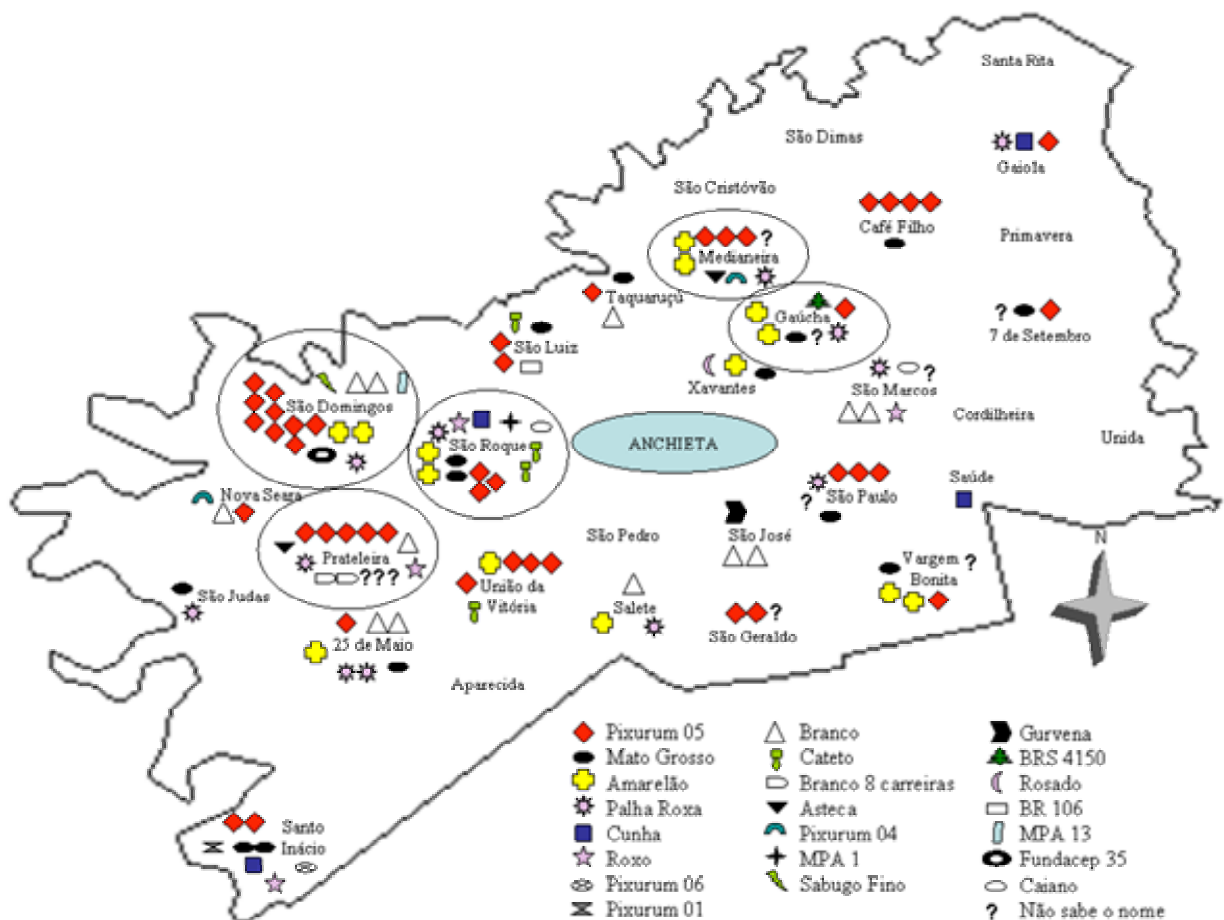 Santa Rita
São Dimas
Gaiola
São Cristóvão
Café Filho
Primavera
?
Medianeira
Taquaruçu
Gaúcha
?
?
7 de Setembro
São Luiz
Xavantes
?
São Marcos
São Domingos
Cordilheira
São Roque
ANCHIETA
Unida
Nova Seara
São Paulo
Saúde
?
São José
São Pedro
N
Prateleira
???
União da
Vitória
Vargem ?
Bonita
São Judas
Salete
?
São Geraldo
25 de Maio
Aparecida
Santo
Inácio
Pixurum 05
Mato Grosso
Amarelão
Palha Roxa
Cunha
Roxo
Pixurum 06
Pixurum 01
Branco
Cateto
Branco 8 carreiras
Asteca
Pixurum 04
MPA 1
Sabugo Fino
Gurvena
BRS 4150
Rosado
BR 106
MPA 13
Fundacep 35
Caiano
? Não sabe o nome